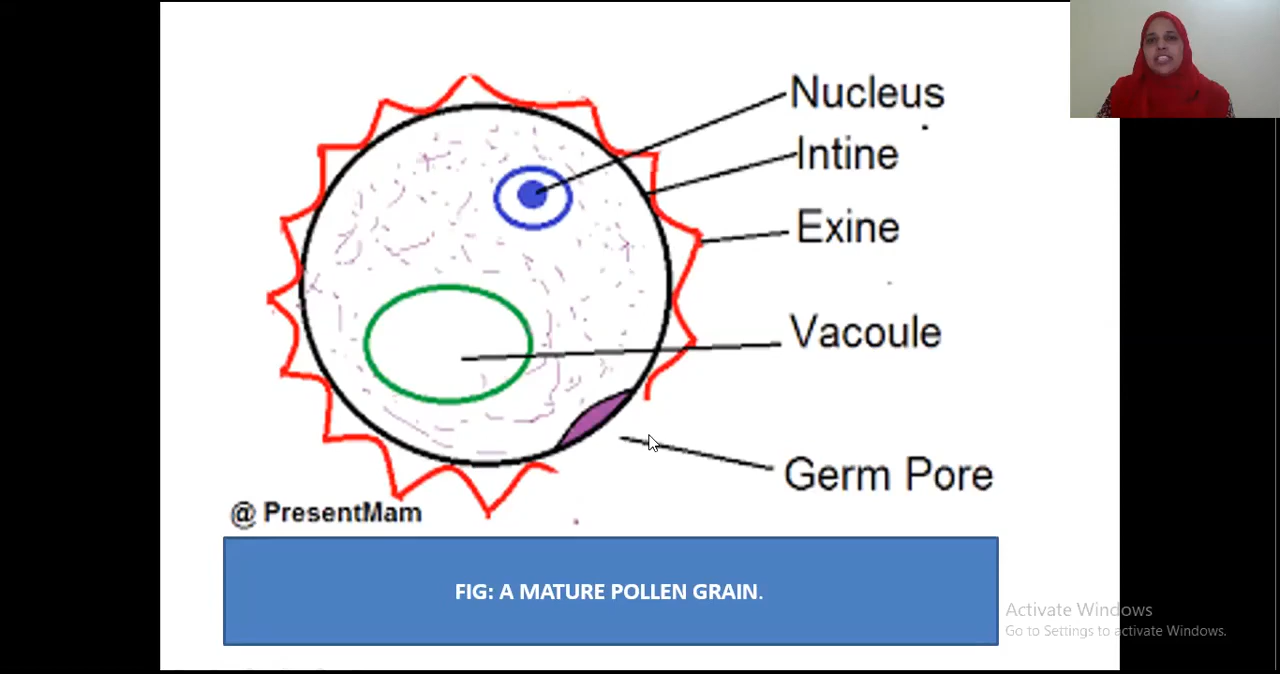 Nucleus
Intine
Exine
Vacoule
Germ Pore
@ PresentMam
FIG: A MATURE POLLEN GRAIN.
Activate Windows
Go to Settings to activate Windows.